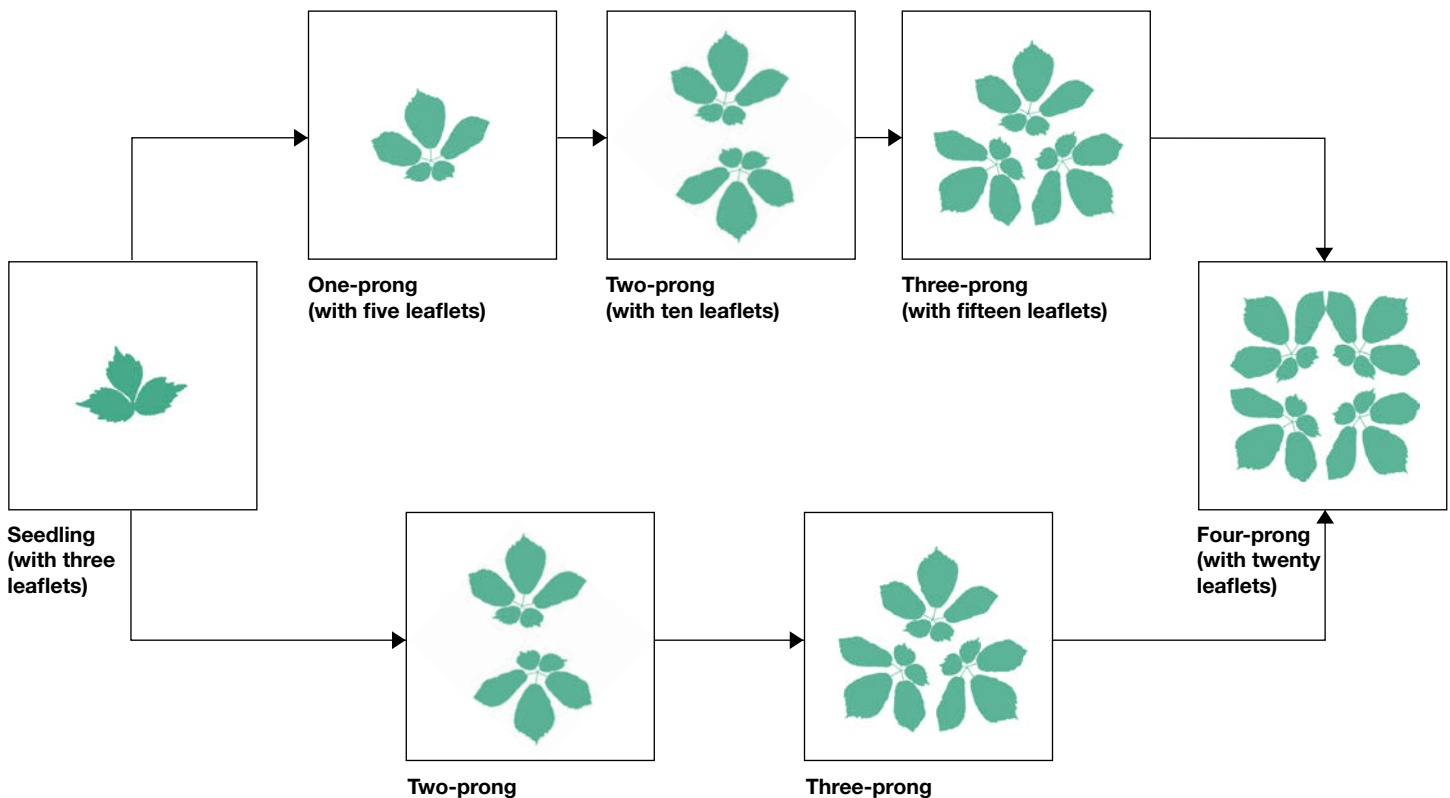 One-prong
(with five leaflets)
Two-prong
(with ten leaflets)
Three-prong
(with fifteen leaflets)
Seedling
(with three
leaflets)
Four-prong
(with twenty
leaflets)
Two-prong
Three-prong